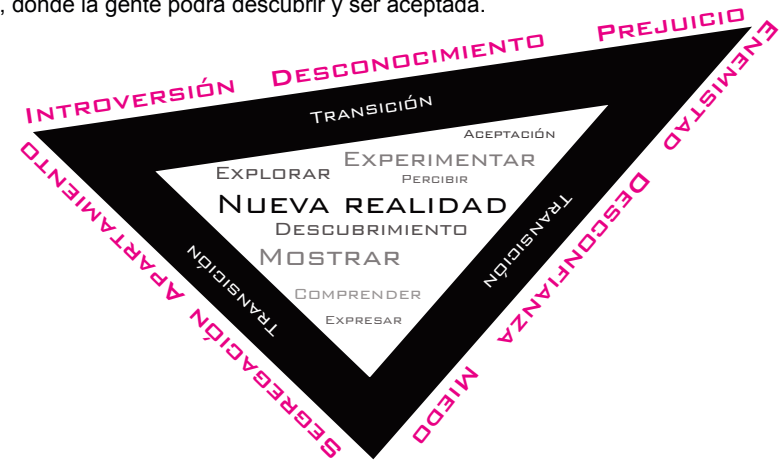 , donde la gente podrá descubrir y ser aceptada.
Introversión Desconocimiento Prejuicio
Enemistad Desconfianza Miedo
Apartamiento Segregación
Transición
Transición
Transición
Aceptación
Experimentar
Explorar
Percibir
Nueva realidad
Descubrimiento
Mostrar
Comprender
Expresar